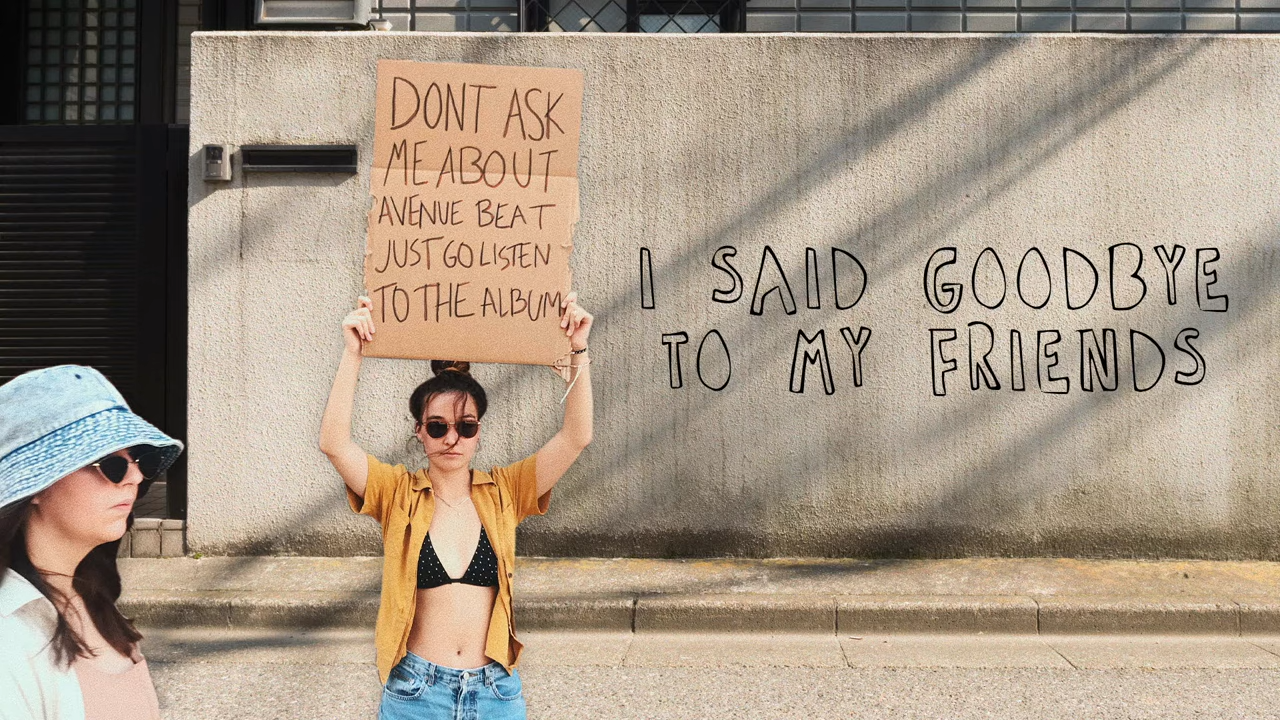 DONT ASK
ME ABOUT
AVENUE BEAT
JUST GO LISTEN
TO THE ALBUM
I SAID GOODBYE
TO MY FRIENDS